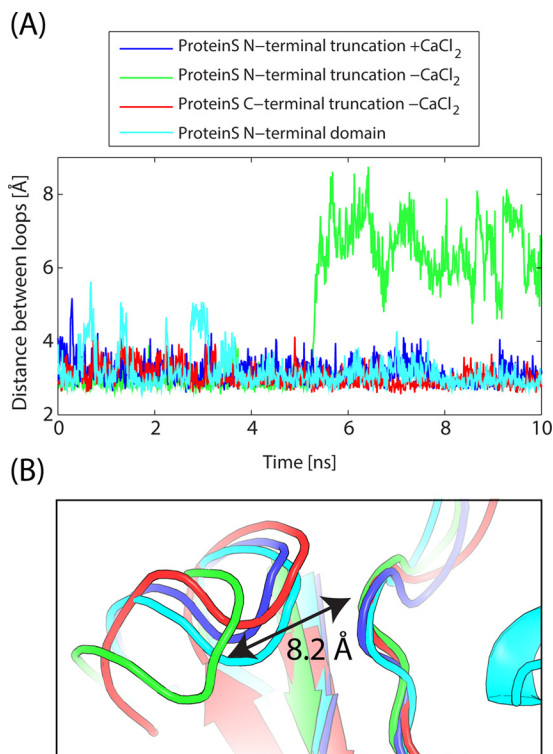 (A)
ProteinS N−terminal truncation +CaCl2
ProteinS N−terminal truncation −CaCl2
ProteinS C−terminal truncation −CaCl2
ProteinS N−terminal domain
Distance between loops [Å]
8
6
4
2
0 2 4 6 8 10
Time [ns]
(B)
8.2 Å